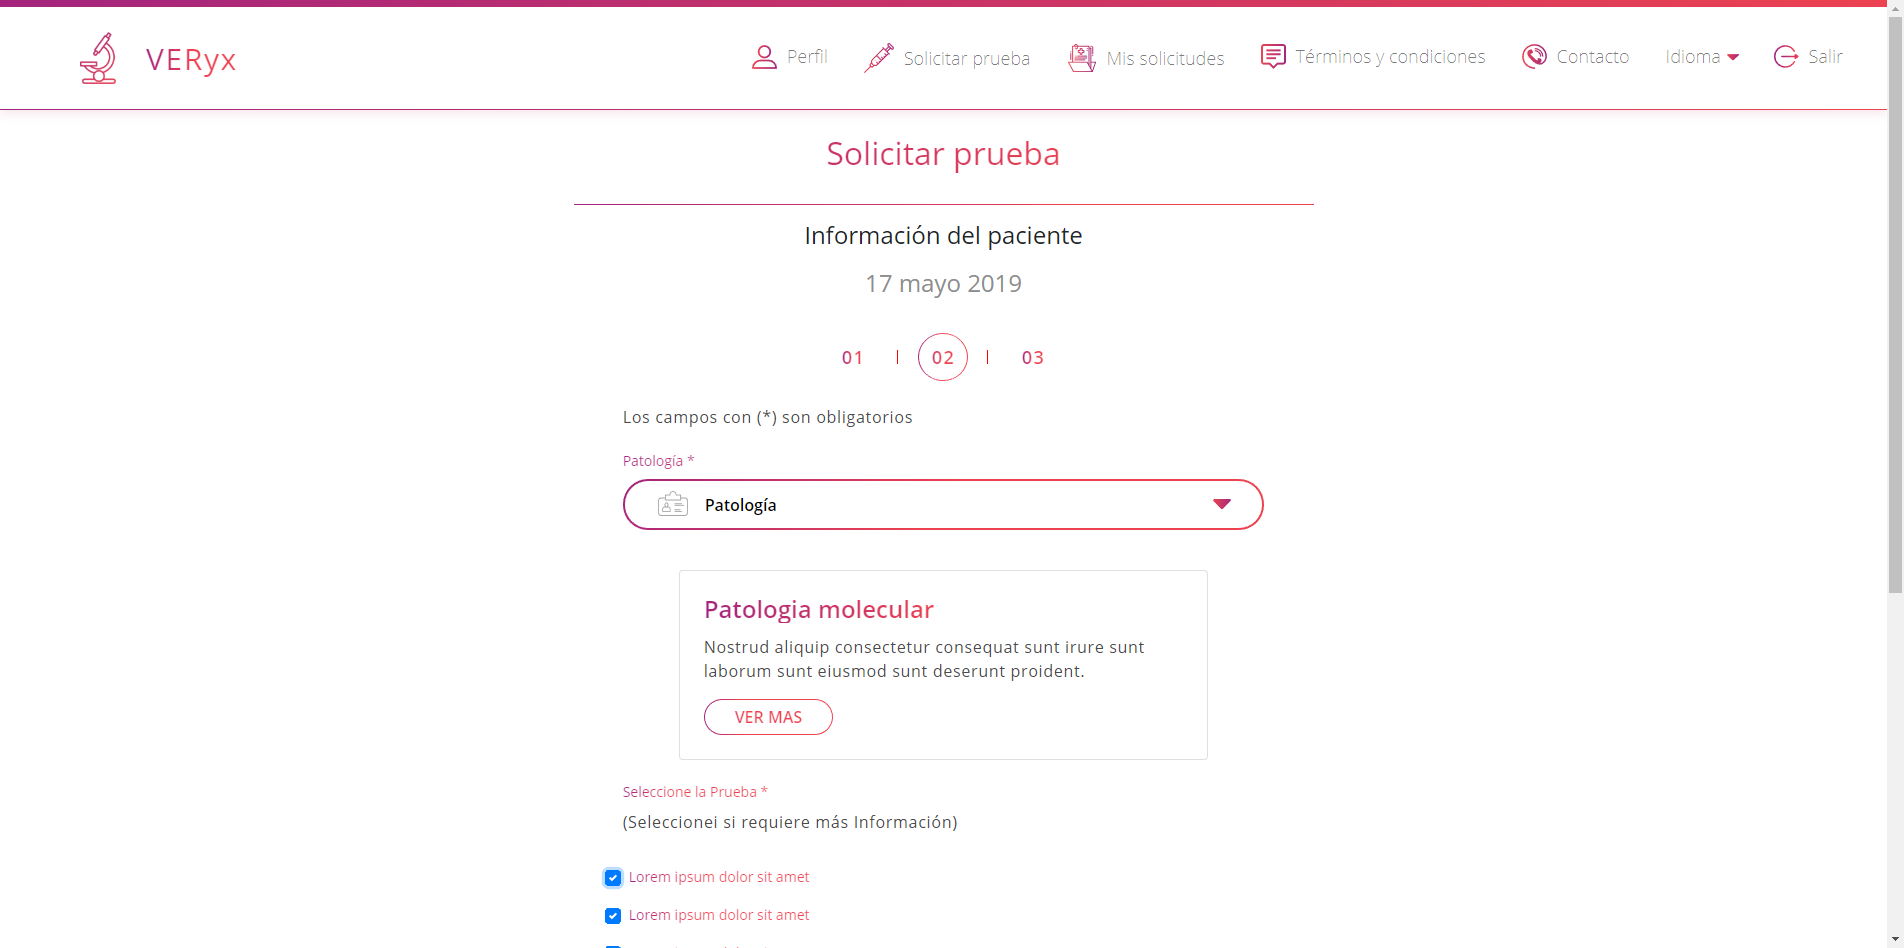 VERyx
Perfil
Solicitar prueba
Mis solicitudes
Términos y condiciones
Contacto
Idioma
Salir
Solicitar prueba
Información del paciente
17 mayo 2019
01 | 02 | 03
Los campos con (*) son obligatorios
Patología *
Patología
Patologia molecular
Nostrud aliquip consectetur consequat sunt irure sunt
laborum sunt eiusmod sunt deserunt proident.
VER MAS
Seleccione la Prueba *
(Seleccionei si requiere más Información)
Lorem ipsum dolor sit amet
Lorem ipsum dolor sit amet